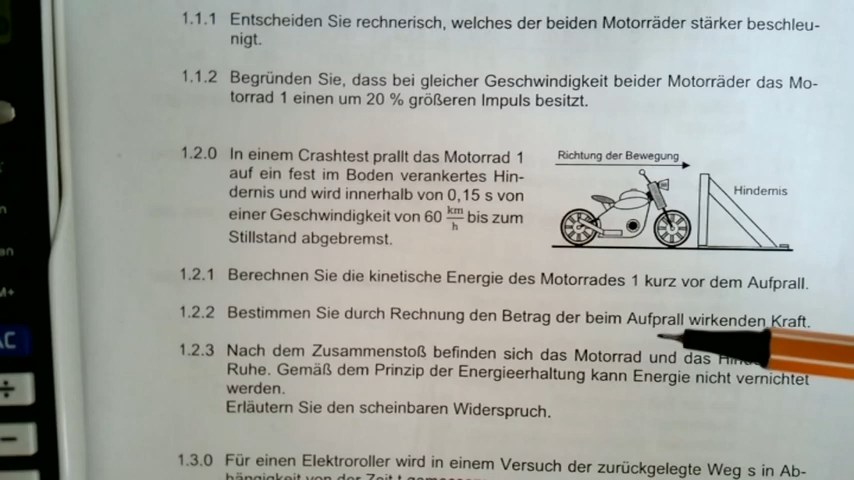 1.1.1 Entscheiden Sie rechnerisch, welches der beiden Motorräder stärker beschleu-
nigt.
1.1.2 Begründen Sie, dass bei gleicher Geschwindigkeit beider Motorräder das Mo-
torrad 1 einen um 20 % größeren Impuls besitzt.
1.2.0 In einem Crashtest prallt das Motorrad 1
auf ein fest im Boden verankertes Hin-
dernis und wird innerhalb von 0,15 s von
einer Geschwindigkeit von 60 km/h bis zum
Stillstand abgebremst.
Richtung der Bewegung
Hindernis
1.2.1 Berechnen Sie die kinetische Energie des Motorrades 1 kurz vor dem Aufprall.
1.2.2 Bestimmen Sie durch Rechnung den Betrag der beim Aufprall wirkenden Kraft.
1.2.3 Nach dem Zusammenstoß befinden sich das Motorrad und das
Ruhe. Gemäß dem Prinzip der Energieerhaltung kann Energie nicht vernichtet
werden.
Erläutern Sie den scheinbaren Widerspruch.
1.3.0 Für einen Elektroroller wird in einem Versuch der zurückgelegte Weg s in Ab-
hängigkeit von der Zeit t
M+
÷
−